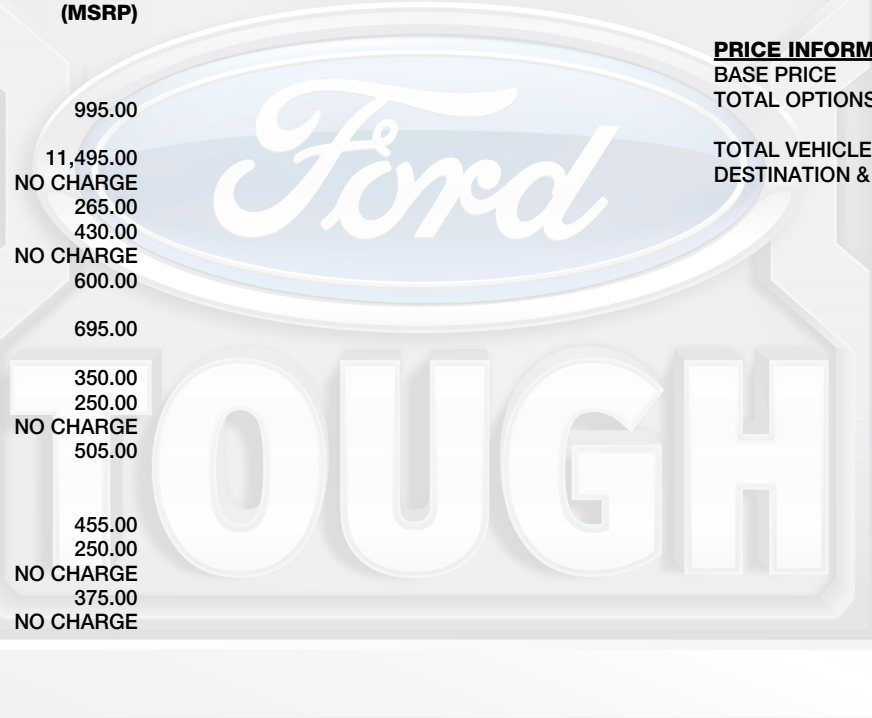 (MSRP)
995.00
11,495.00
NO CHARGE
265.00
430.00
NO CHARGE
600.00
695.00
350.00
250.00
NO CHARGE
505.00
455.00
250.00
NO CHARGE
375.00
NO CHARGE
PRICE INFORM
BASE PRICE
TOTAL OPTIONS
TOTAL VEHICLE
DESTINATION &
Ford
TOUGH